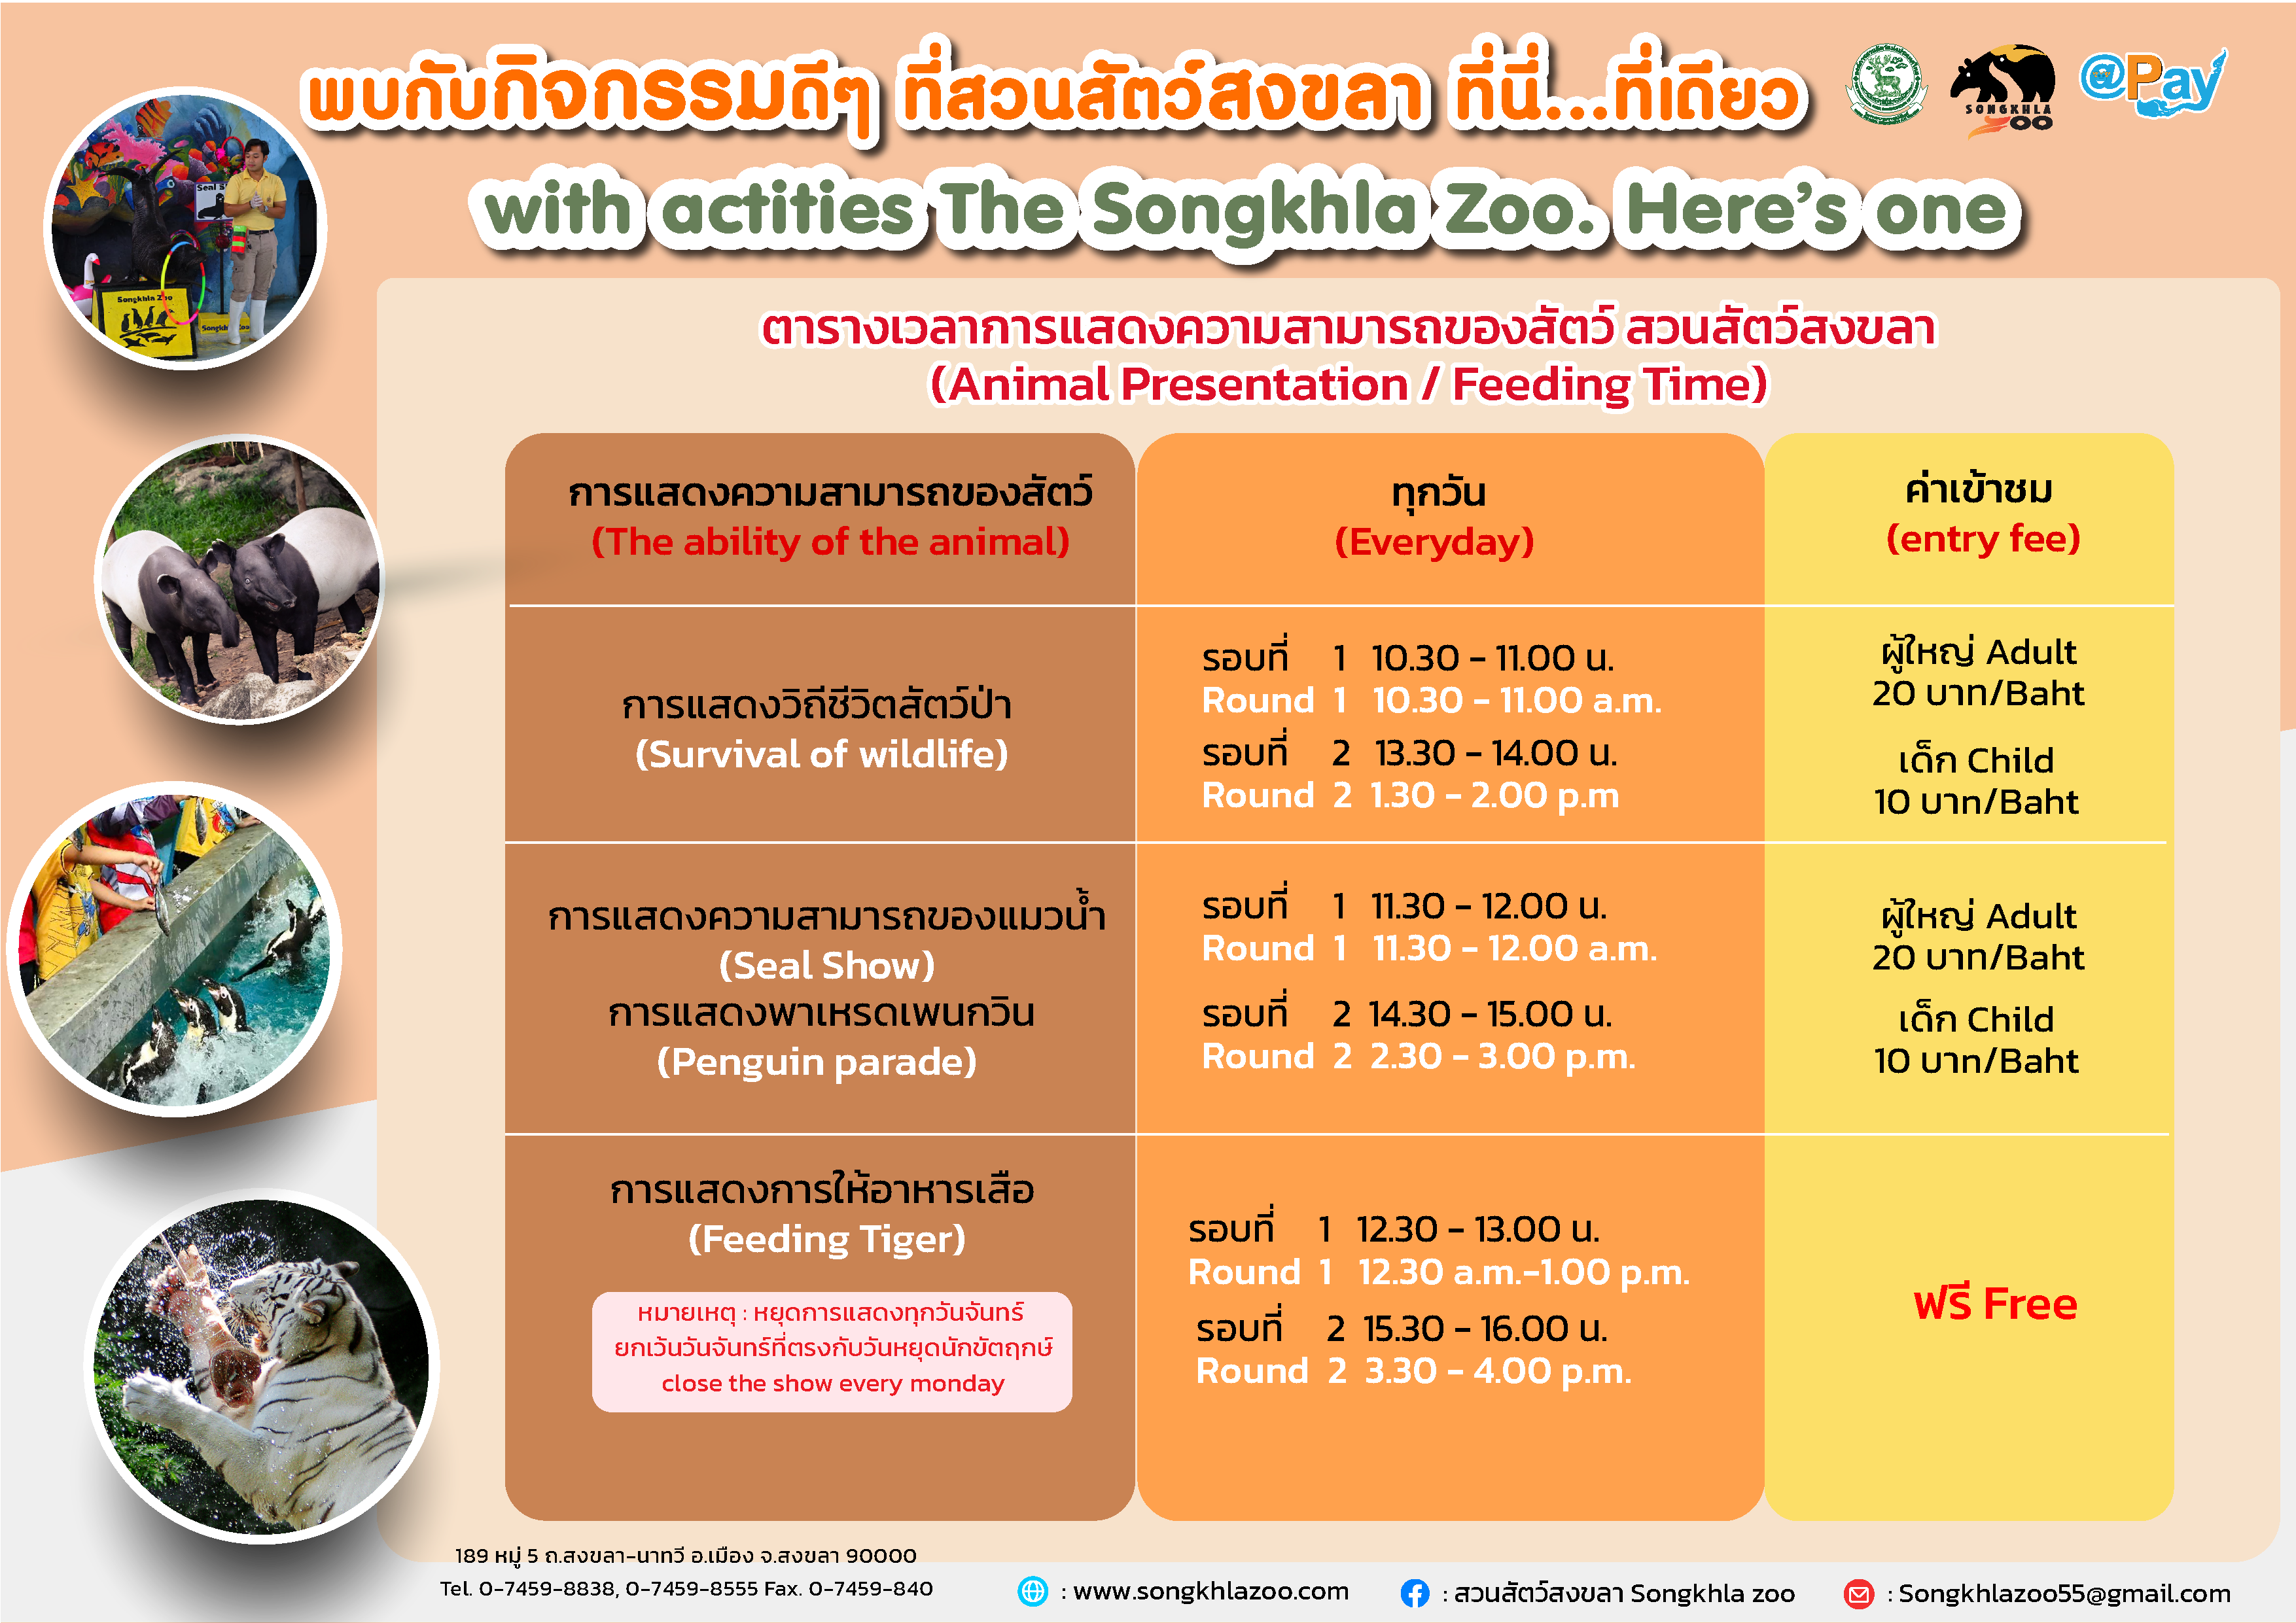 พบกับกิจกรรมดีๆ ที่สวนสัตว์สงขลา ที่นี่...ที่เดียว
SONGKHLA
ZOO
@Pay
with actities The Songkhla Zoo. Here's one
Seal S
Songkhla Zoo
ตารางเวลาการแสดงความสามารถของสัตว์ สวนสัตว์สงขลา
(Animal Presentation / Feeding Time)
การแสดงความสามารถของสัตว์
(The ability of the animal)
ทุกวัน
(Everyday)
ค่าเข้าชม
(entry fee)
การแสดงวิถีชีวิตสัตว์ป่า
(Survival of wildlife)
รอบที่ 1 10.30 - 11.00 น.
Round 1 10.30 - 11.00 a.m.
รอบที่ 2 13.30 - 14.00 น.
Round 2 1.30 - 2.00 p.m
ผู้ใหญ่ Adult
20 บาท/Baht
เด็ก Child
10 บาท/Baht
การแสดงความสามารถของแมวน้ำ
(Seal Show)
การแสดงพาเหรดเพนกวิน
(Penguin parade)
รอบที่ 1 11.30 - 12.00 น.
Round 1 11.30 - 12.00 a.m.
รอบที่ 2 14.30 - 15.00 น.
Round 2 2.30 - 3.00 p.m.
ผู้ใหญ่ Adult
20 บาท/Baht
เด็ก Child
10 บาท/Baht
การแสดงการให้อาหารเสือ
(Feeding Tiger)
หมายเหตุ : หยุดการแสดงทุกวันจันทร์
ยกเว้นวันจันทร์ที่ตรงกับวันหยุดนักขัตฤกษ์
close the show every monday
รอบที่ 1 12.30 - 13.00 น.
Round 1 12.30 a.m.-1.00 p.m.
รอบที่ 2 15.30 - 16.00 น.
Round 2 3.30 - 4.00 p.m.
ฟรี Free
189 หมู่ 5 ถ.สงขลา-นาทวี อ.เมือง จ.สงขลา 90000
Tel. 0-7459-8838, 0-7459-8555 Fax. 0-7459-840
: www.songkhlazoo.com
: สวนสัตว์สงขลา Songkhla zoo
: Songkhlazoo55@gmail.com